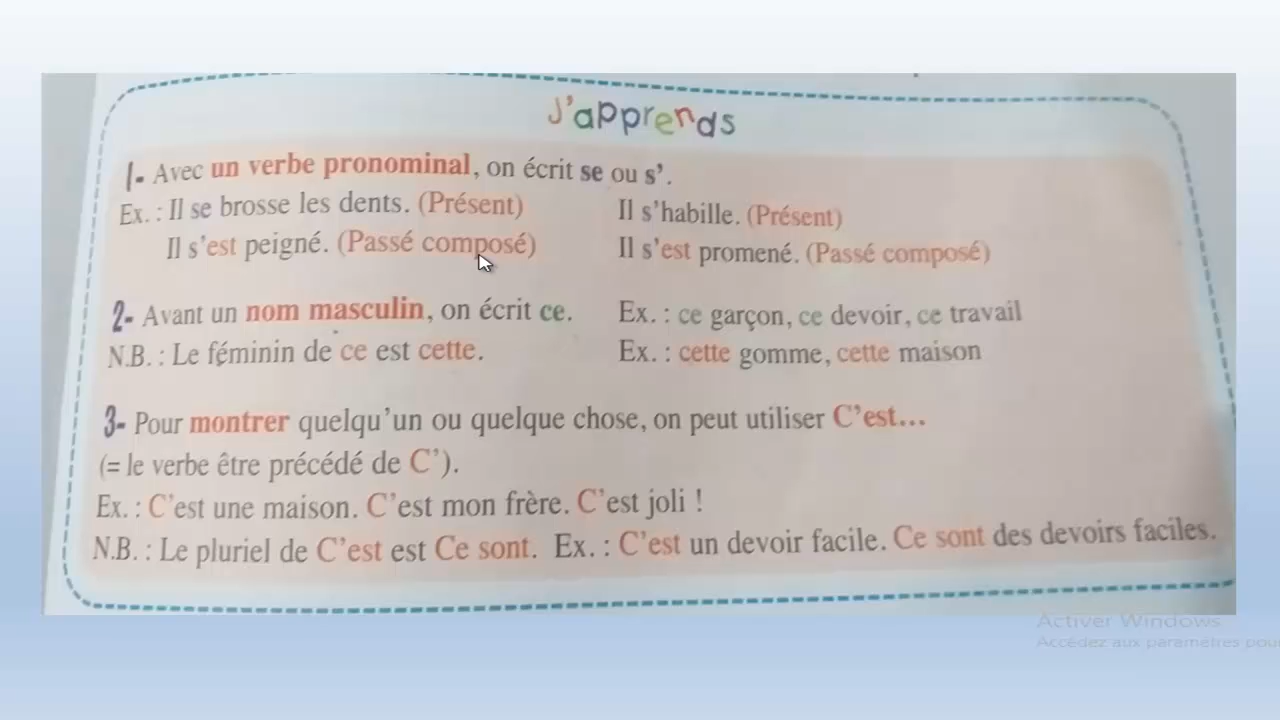 J'apprends
1- Avec un verbe pronominal, on écrit se ou s'.
Ex. : Il se brosse les dents. (Présent) Il s'habille. (Présent)
Il s'est peigné. (Passé composé) Il s'est promené. (Passé composé)
2- Avant un nom masculin, on écrit ce. Ex. : ce garçon, ce devoir, ce travail
N.B. : Le féminin de ce est cette. Ex. : cette gomme, cette maison
3- Pour montrer quelqu'un ou quelque chose, on peut utiliser C'est...
(= le verbe être précédé de C').
Ex. : C'est une maison. C'est mon frère. C'est joli !
N.B. : Le pluriel de C'est est Ce sont. Ex. : C'est un devoir facile. Ce sont des devoirs faciles.
Activer Windows
Accédez aux paramètres pour